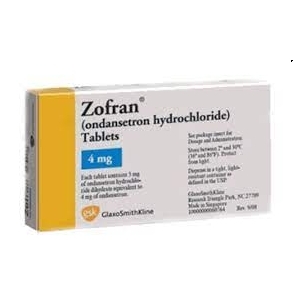 Zofran®
(ondansetron hydrochloride)
Tablets
4 mg
Each tablet contains 5 mg
of ondansetron hydrochlo-
ride dihydrate equivalent to
4 mg of ondansetron.
gsk
GlaxoSmithKline
See package insert for
Dosage and Administration.
Store between 2° and 30°C
(36° and 86°F). Protect
from light.
Dispense in a tight, light-
resistant container as
defined in the USP.
GlaxoSmithKline
Research Triangle Park, NC 27709
Made in Singapore